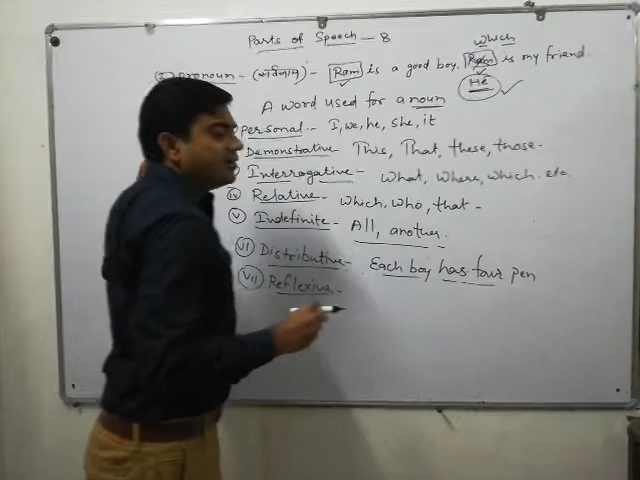 Parts of Speech - 8
which
Pronoun - (सर्वनाम) - Ram is a good boy. Ram is my friend.
He
A word used for a noun
Personal - I, we, he, she, it
Demonstrative This, That, these, those -
Interrogative - What, Where, which etc.
iv Relative - Which, Who, that -
v Indefinite - All, another.
VI Distributive - Each boy has four pen
VII Reflexive -